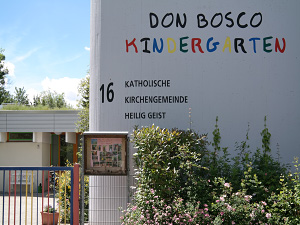 DON BOSCO
KINDERGARTEN
16 KATHOLISCHE
KIRCHENGEMEINDE
HEILIG GEIST